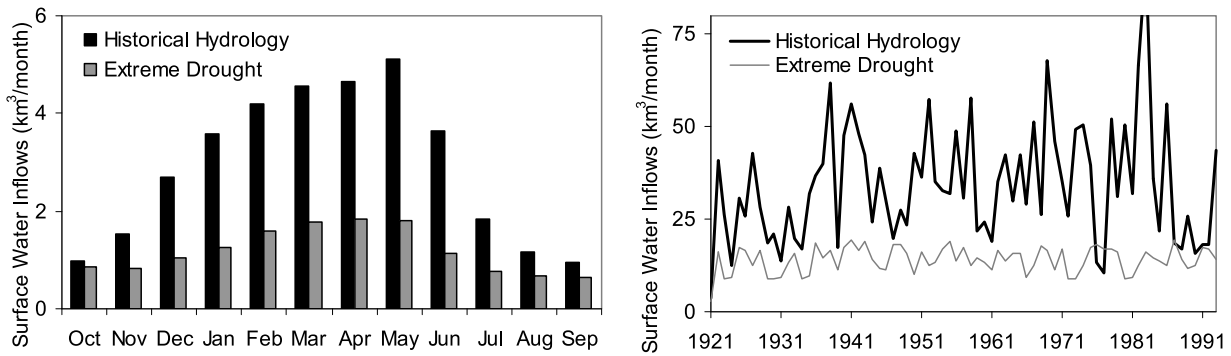 Surface Water Inflows (km³/month)
6
4
2
0
Historical Hydrology
Extreme Drought
Oct Nov Dec Jan Feb Mar Apr May Jun Jul Aug Sep
Surface Water Inflows (km³/month)
75
50
25
0
Historical Hydrology
Extreme Drought
1921 1931 1941 1951 1961 1971 1981 1991